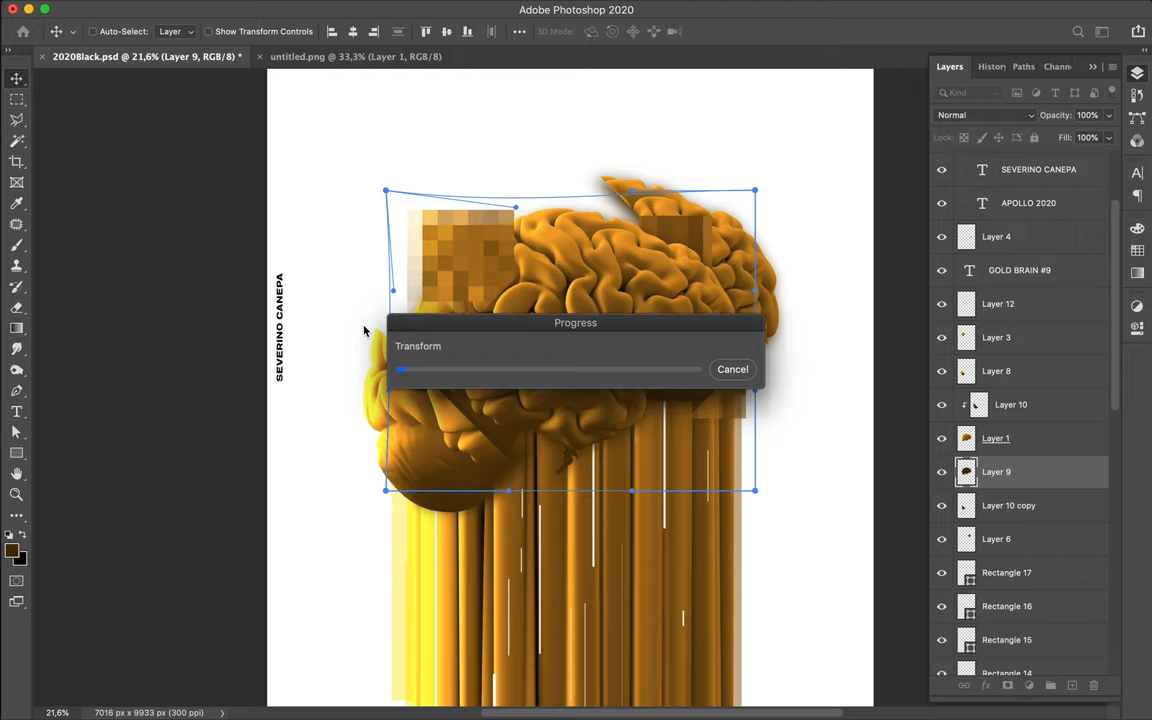 Adobe Photoshop 2020
Auto-Select:
Layer
Show Transform Controls
3D Mode:
2020Black.psd @ 21,6% (Layer 9, RGB/8) *
untitled.png @ 33,3% (Layer 1, RGB/8)
Layers
History
Paths
Chann
Kind
Normal
Opacity: 100%
Lock:
Fill: 100%
SEVERINO CANEPA
APOLLO 2020
Layer 4
GOLD BRAIN #9
Layer 12
Layer 3
Layer 8
Layer 10
Layer 1
Layer 9
Layer 10 copy
Layer 6
Rectangle 17
Rectangle 16
Rectangle 15
Rectangle 14
SEVERINO CANEPA
Progress
Transform
Cancel
21,6%
7016 px x 9933 px (300 ppi)